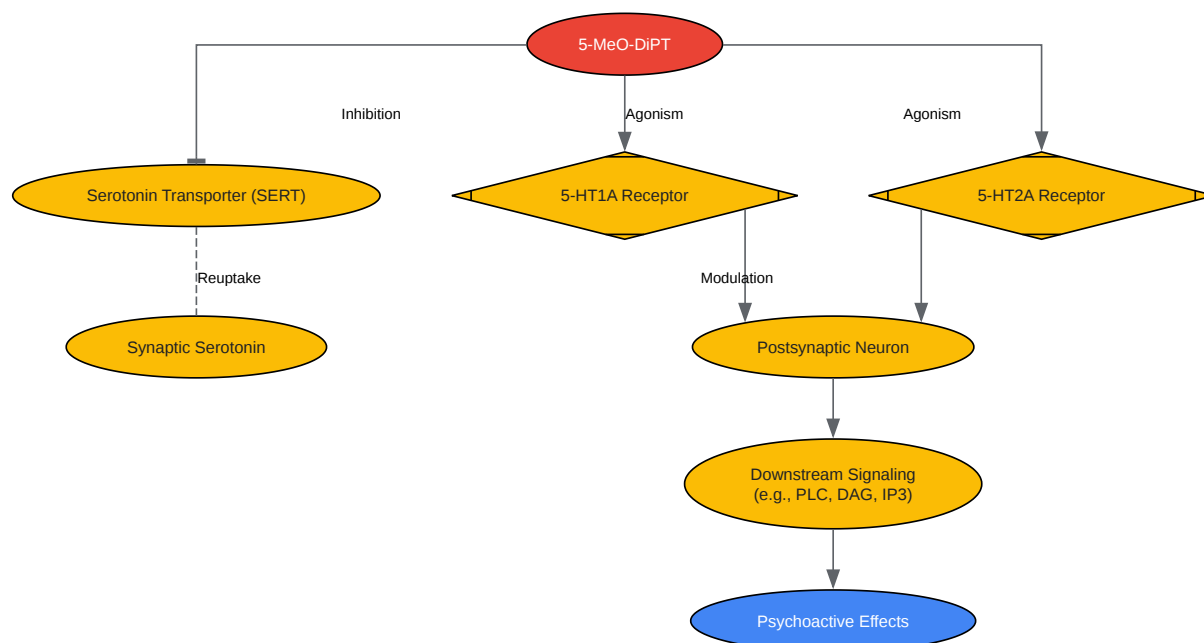 5-MeO-DiPT
Inhibition
Agonism
Agonism
Serotonin Transporter (SERT)
5-HT1A Receptor
5-HT2A Receptor
Reuptake
Modulation
Synaptic Serotonin
Postsynaptic Neuron
Downstream Signaling
(e.g., PLC, DAG, IP3)
Psychoactive Effects